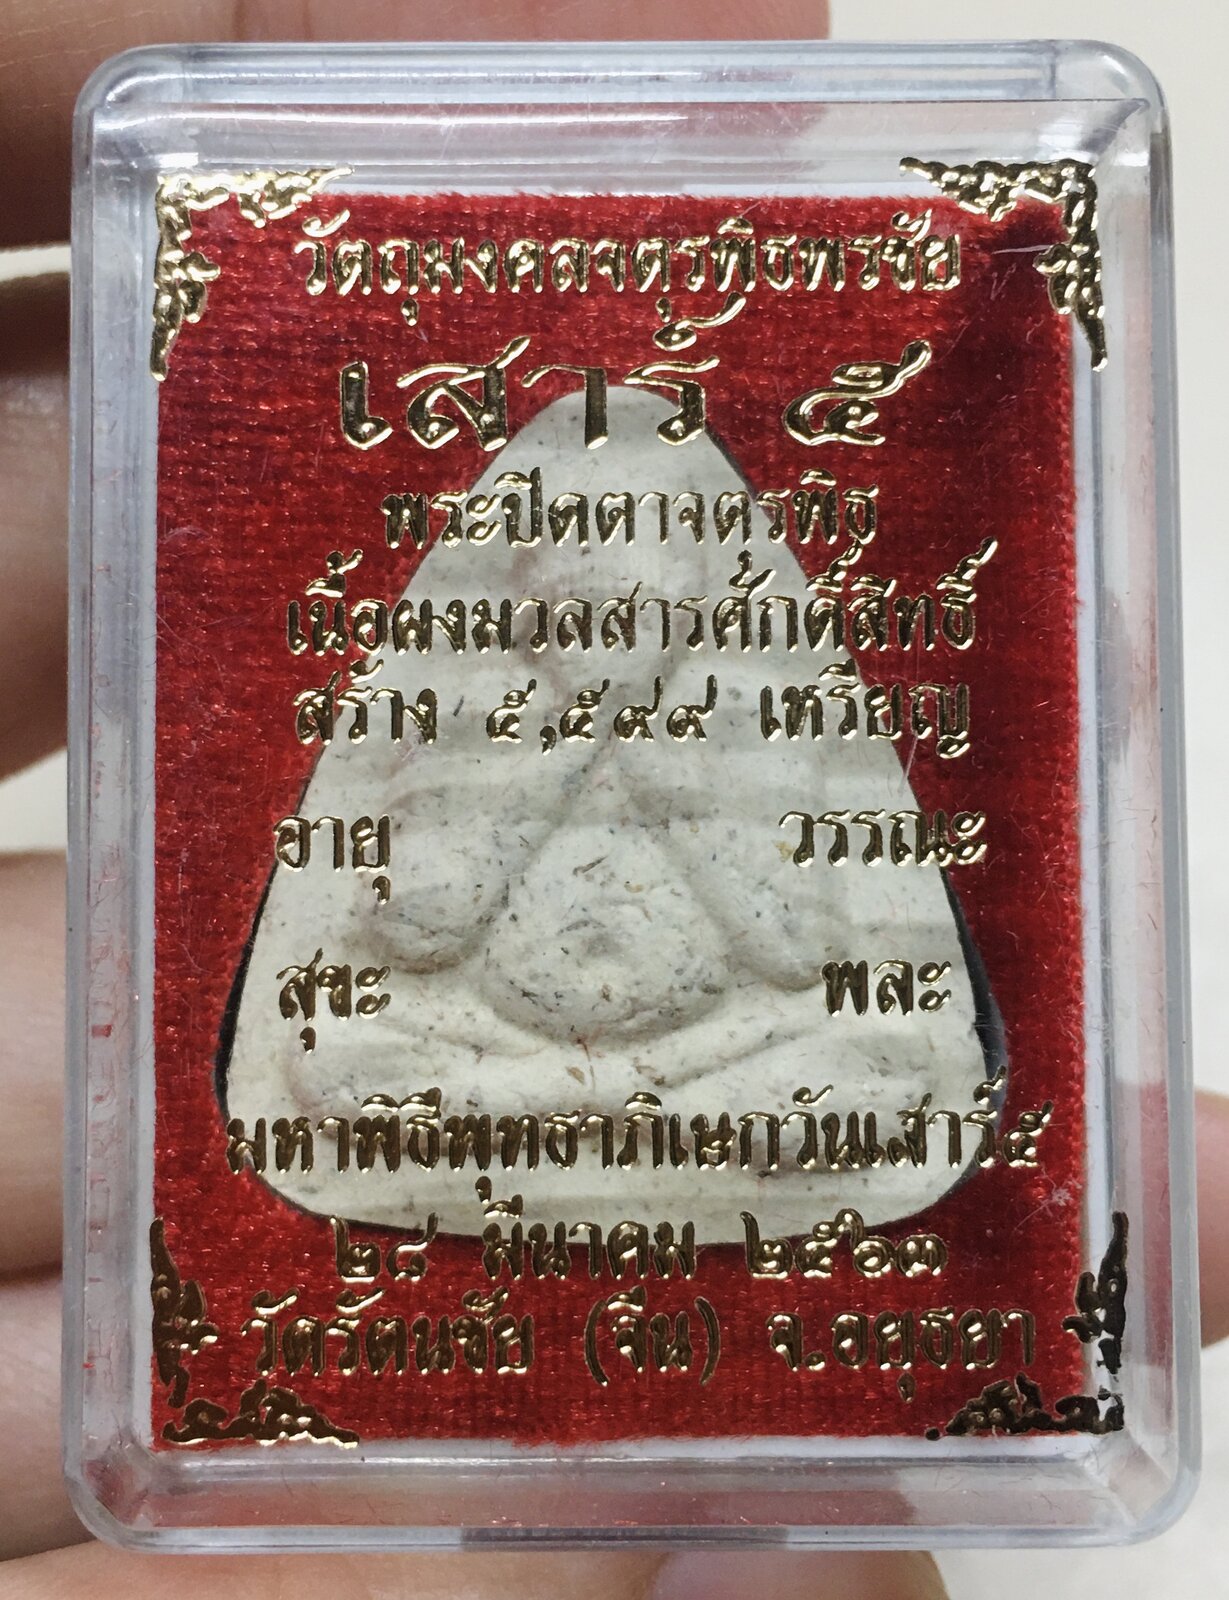 วัตถุมงคลจตุรพิธพรชัย
เสาร์ ๕
พระปิดตาจตุรพิธ
เนื้อผงมวลสารศักดิ์สิทธิ์
สร้าง ๕,๕๙๙ เหรียญ
อายุ วรรณะ
สุขะ พละ
มหาพิธีพุทธาภิเษกวันเสาร์๕
๒๘ มีนาคม ๒๕๖๓
วัดรัตนชัย (จีน) จ.อยุธยา